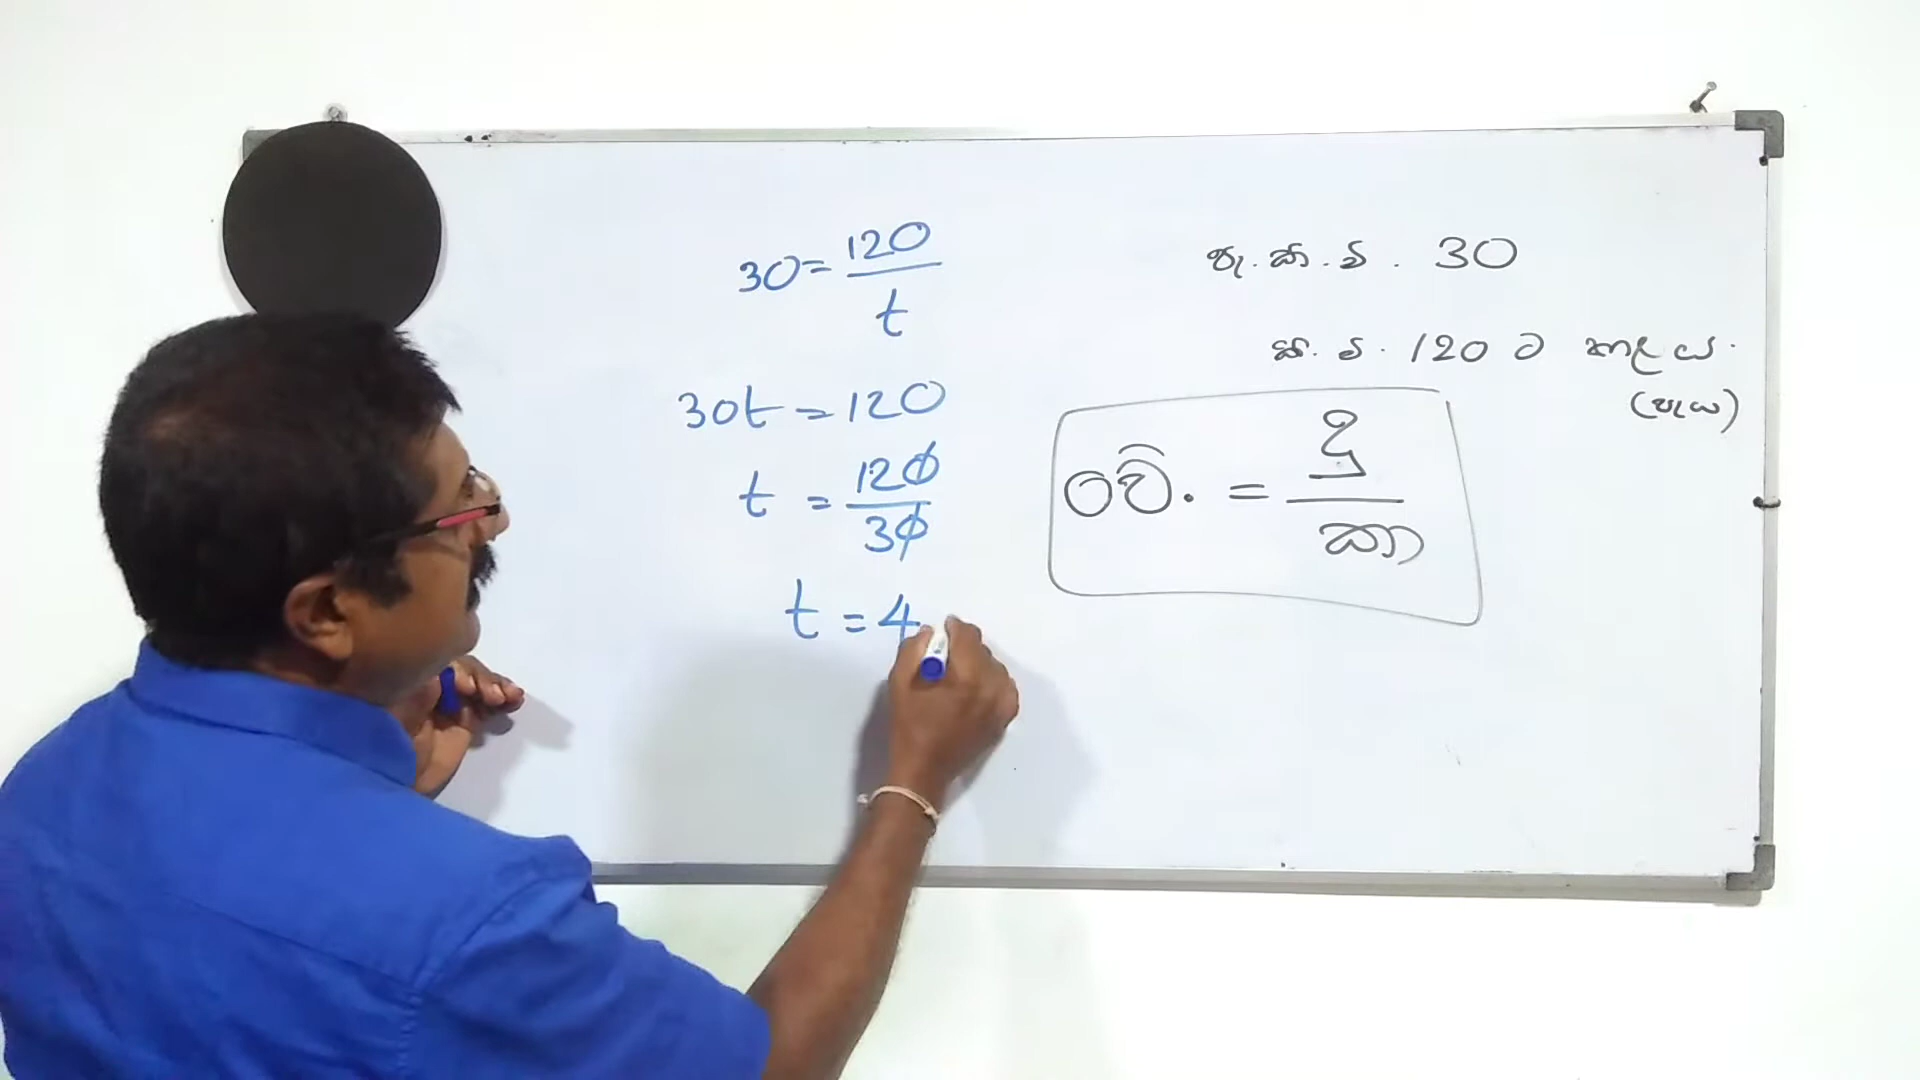 30 = 120/t
30t = 120
t = 120/30
t = 4
පැ.කි.මී. 30
කි.මී. 120 ට කාලය.
(පැය)
වේ. = දු/කා